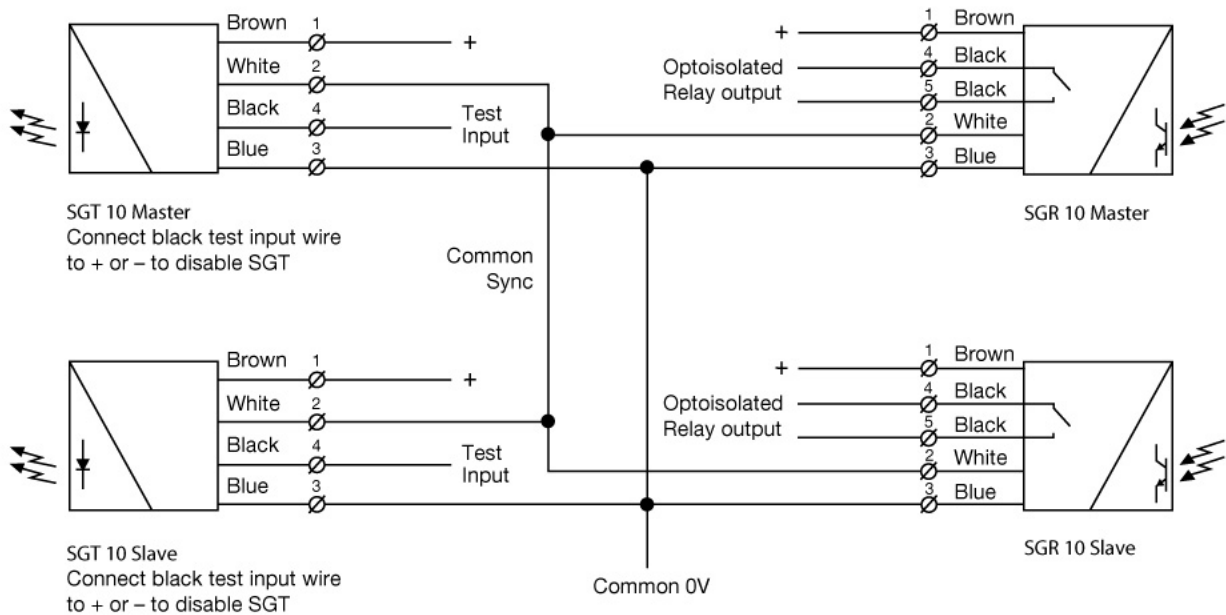 Brown 1
+
White 2
Black 4
Test
Input
Blue 3
SGT 10 Master
Connect black test input wire
to + or – to disable SGT
+
1 Brown
Optoisolated
Relay output
4 Black
5 Black
2 White
3 Blue
SGR 10 Master
Common
Sync
Brown 1
+
White 2
Black 4
Test
Input
Blue 3
SGT 10 Slave
Connect black test input wire
to + or – to disable SGT
+
1 Brown
Optoisolated
Relay output
4 Black
5 Black
2 White
3 Blue
SGR 10 Slave
Common 0V